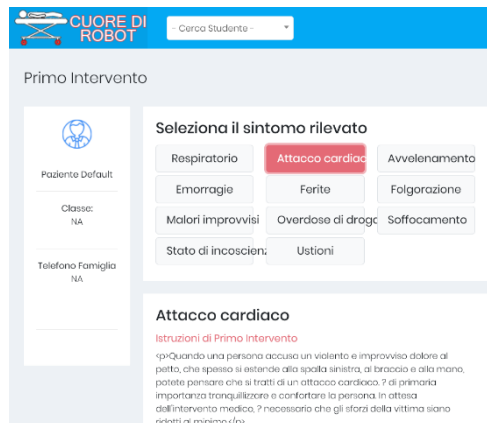 CUORE DI
ROBOT
- Cerca Studente -
Primo Intervento
Paziente Default
Classe:
NA
Telefono Famiglia
NA
Seleziona il sintomo rilevato
Respiratorio
Attacco cardiac
Avvelenamento
Emorragie
Ferite
Folgorazione
Malori improvvisi
Overdose di droga
Soffocamento
Stato di incoscienz
Ustioni
Attacco cardiaco
Istruzioni di Primo Intervento
<p>Quando una persona accusa un violento e improvviso dolore al
petto, che spesso si estende alla spalla sinistra, al braccio e alla mano,
potete pensare che si tratti di un attacco cardiaco. ? di primaria
importanza tranquillizzare e confortare la persona. In attesa
dell'intervento medico, ? necessario che gli sforzi della vittima siano
ridotti al minimo.</p>